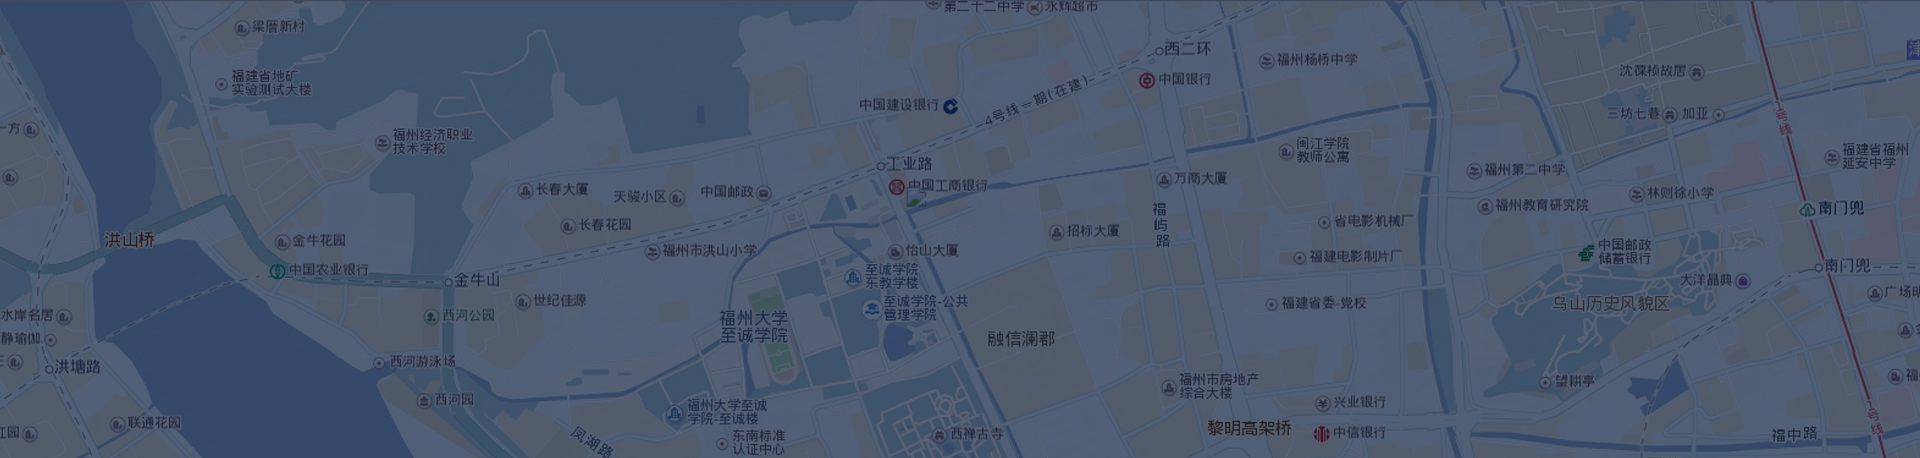 第二十二中学
永辉超市
梁厝新村
西二环
福州杨桥中学
福建省地矿
实验测试大楼
中国银行
沈葆桢故居
中国建设银行
4号线一期(在建)
三坊七巷
加亚
1号线
一方
福州经济职业
技术学校
闽江学院
教师公寓
福建省福州
延安中学
工业路
福州第二中学
中国工商银行
万商大厦
长春大厦
天骏小区
中国邮政
林则徐小学
福州教育研究院
南门兜
福屿路
长春花园
省电影机械厂
招标大厦
洪山桥
金牛花园
福州市洪山小学
怡山大厦
福建电影制片厂
中国邮政
储蓄银行
中国农业银行
金牛山
至诚学院
东教学楼
南门兜
大洋晶典
世纪佳源
至诚学院-公共
管理学院
福建省委-党校
乌山历史风貌区
广场明
水岸名居
西河公园
福州大学
至诚学院
静瑜伽
融信澜郡
洪塘路
西河游泳场
福州市房地产
综合大楼
望耕亭
福
西河园
福州大学至诚
学院-至诚楼
兴业银行
1号线
联通花园
凤湖路
东南标准
认证中心
西禅古寺
黎明高架桥
中信银行
福中路
江园